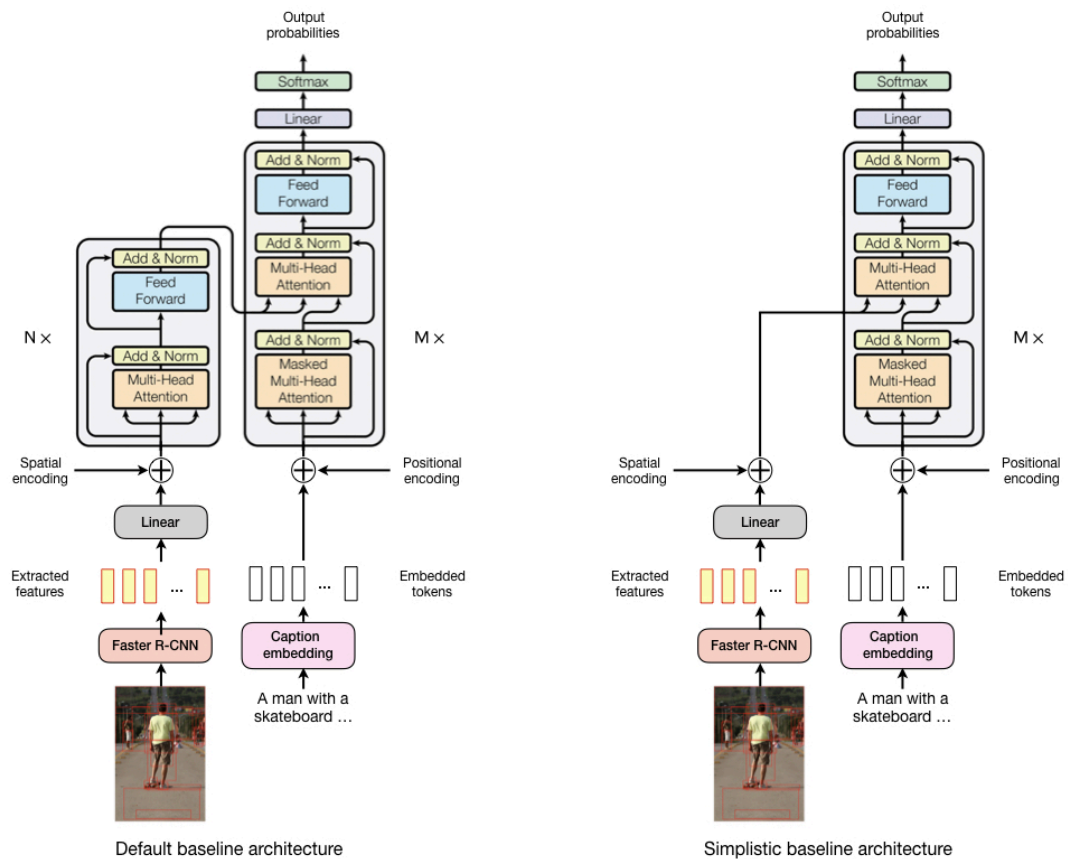 Output
probabilities
Softmax
Linear
Add & Norm
Feed
Forward
Add & Norm
Multi-Head
Attention
Add & Norm
Masked
Multi-Head
Attention
Add & Norm
Feed
Forward
Add & Norm
Multi-Head
Attention
N ×
M ×
Spatial
encoding
Positional
encoding
Linear
Extracted
features
...
...
Embedded
tokens
Faster R-CNN
Caption
embedding
A man with a
skateboard ...
Default baseline architecture
Output
probabilities
Softmax
Linear
Add & Norm
Feed
Forward
Add & Norm
Multi-Head
Attention
Add & Norm
Masked
Multi-Head
Attention
M ×
Spatial
encoding
Positional
encoding
Linear
Extracted
features
...
...
Embedded
tokens
Faster R-CNN
Caption
embedding
A man with a
skateboard ...
Simplistic baseline architecture